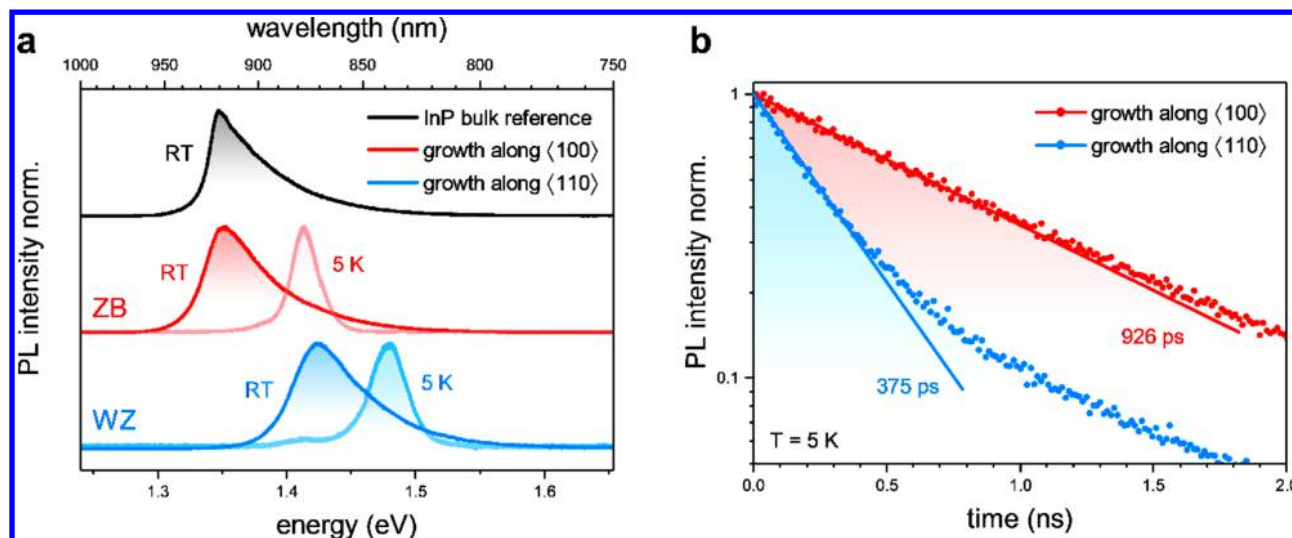 a
wavelength (nm)
1000 950 900 850 800 750
PL intensity norm.
InP bulk reference
growth along ⟨100⟩
growth along ⟨110⟩
RT
RT
5 K
ZB
RT
5 K
WZ
1.3 1.4 1.5 1.6
energy (eV)
b
PL intensity norm.
1
0.1
growth along ⟨100⟩
growth along ⟨110⟩
926 ps
375 ps
T = 5 K
0.0 0.5 1.0 1.5 2.0
time (ns)